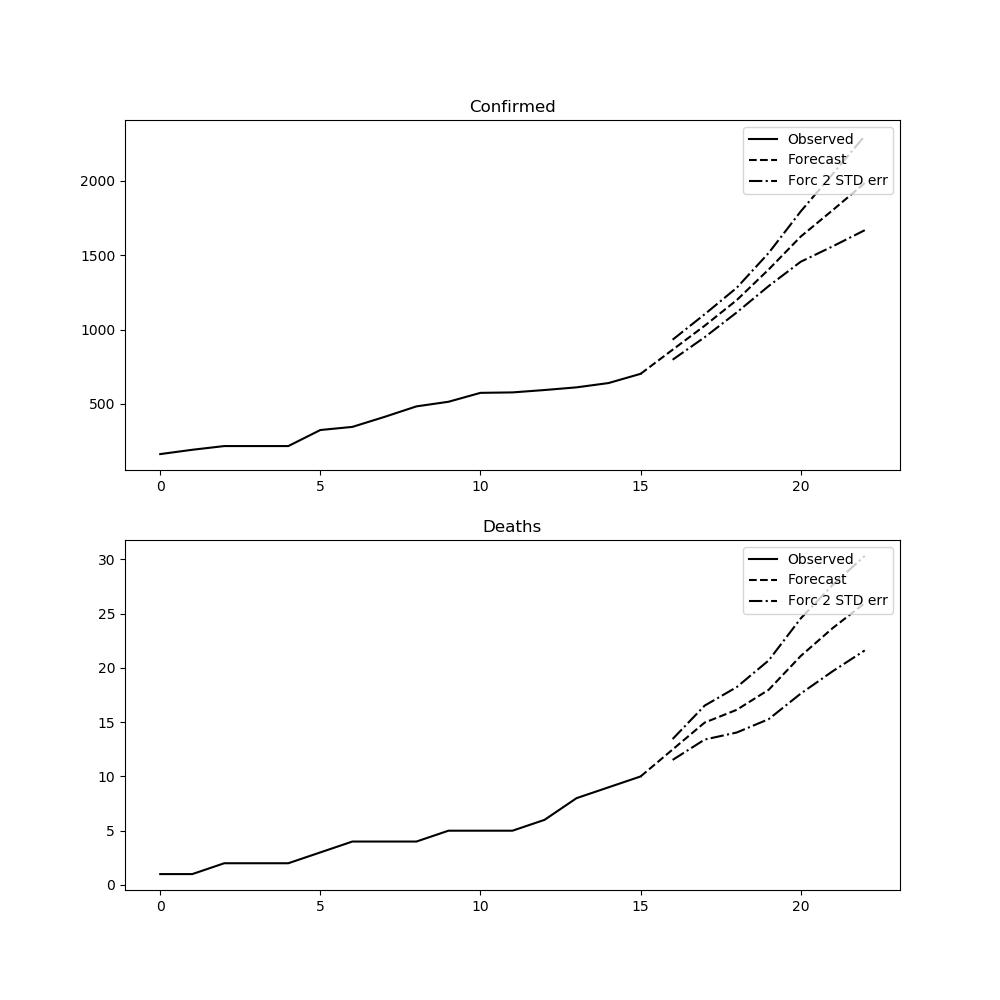 Confirmed
Observed
Forecast
Forc 2 STD err
2000
1500
1000
500
0 5 10 15 20
Deaths
Observed
Forecast
Forc 2 STD err
30
25
20
15
10
5
0
0 5 10 15 20